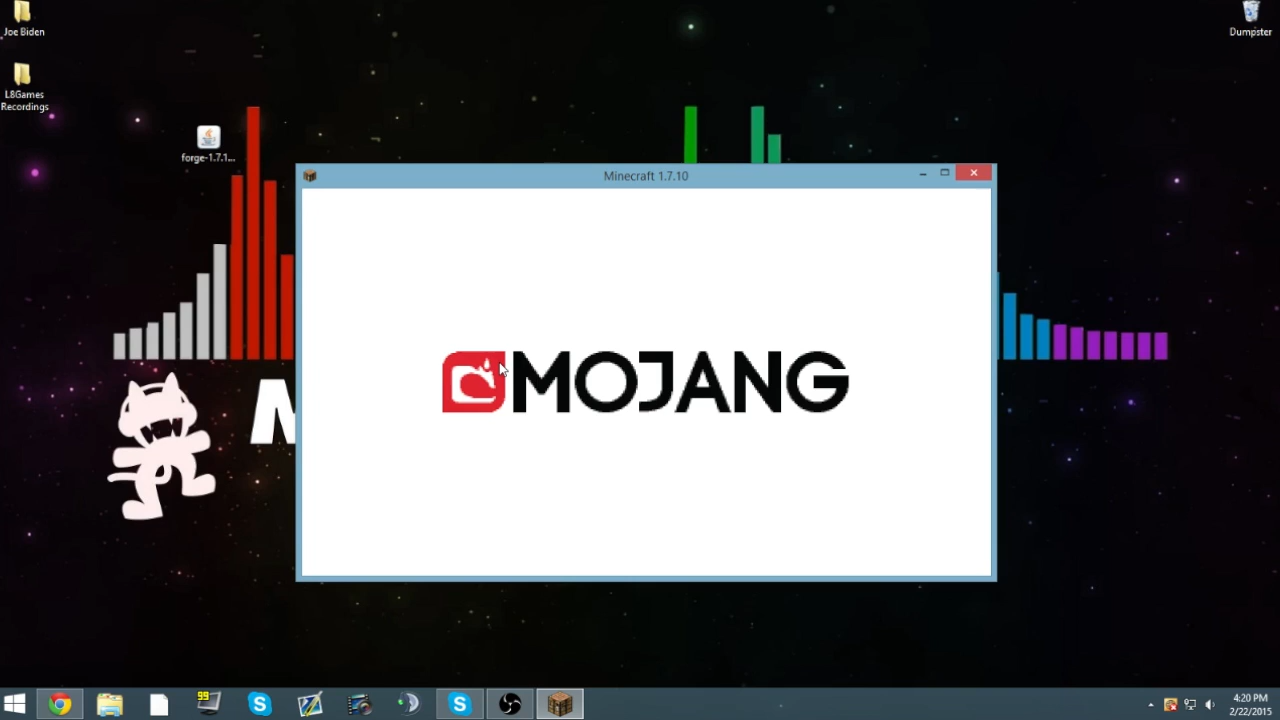 Joe Biden
Dumpster
L8Games
Recordings
forge-1.7.1...
Minecraft 1.7.10
MOJANG
M
99
4:20 PM
2/22/2015